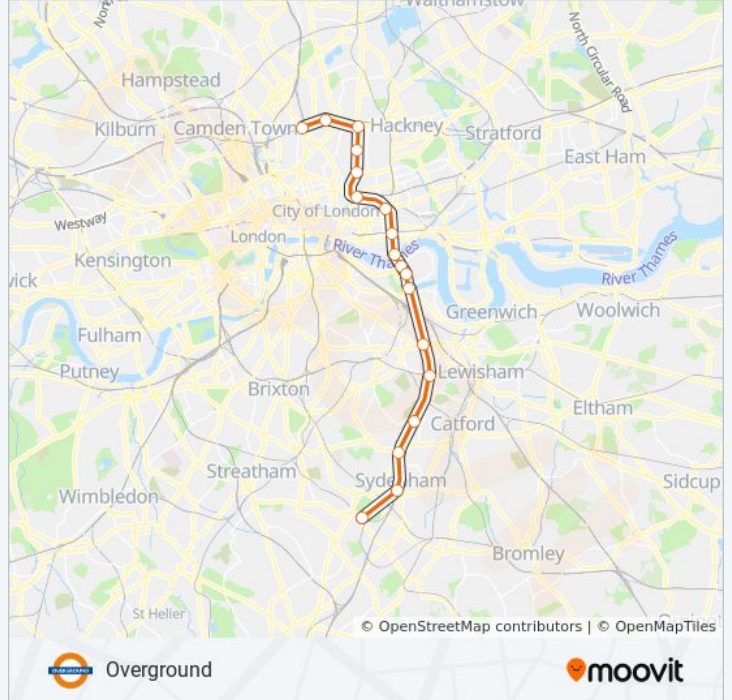 Walthamstow
North Circular Road
Hampstead
Kilburn
Camden Town
Hackney
Stratford
East Ham
Westway
City of London
London
Kensington
River Thames
River Thames
Greenwich
Woolwich
Fulham
Putney
Lewisham
Brixton
Eltham
Catford
Streatham
Sydenham
Sidcup
Wimbledon
Bromley
St Helier
© OpenStreetMap contributors | © OpenMapTiles
OVERGROUND
Overground
moovit